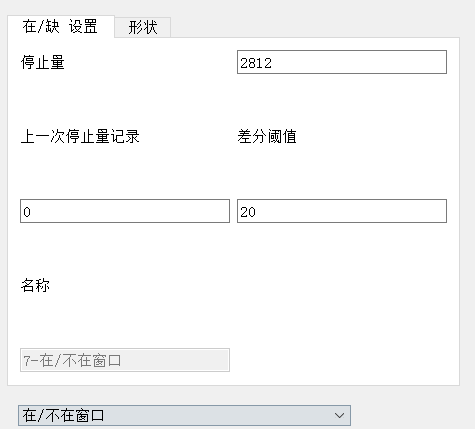 在/缺 设置
形状
停止量
2812
上一次停止量记录
差分阈值
0
20
名称
7-在/不在窗口
在/不在窗口